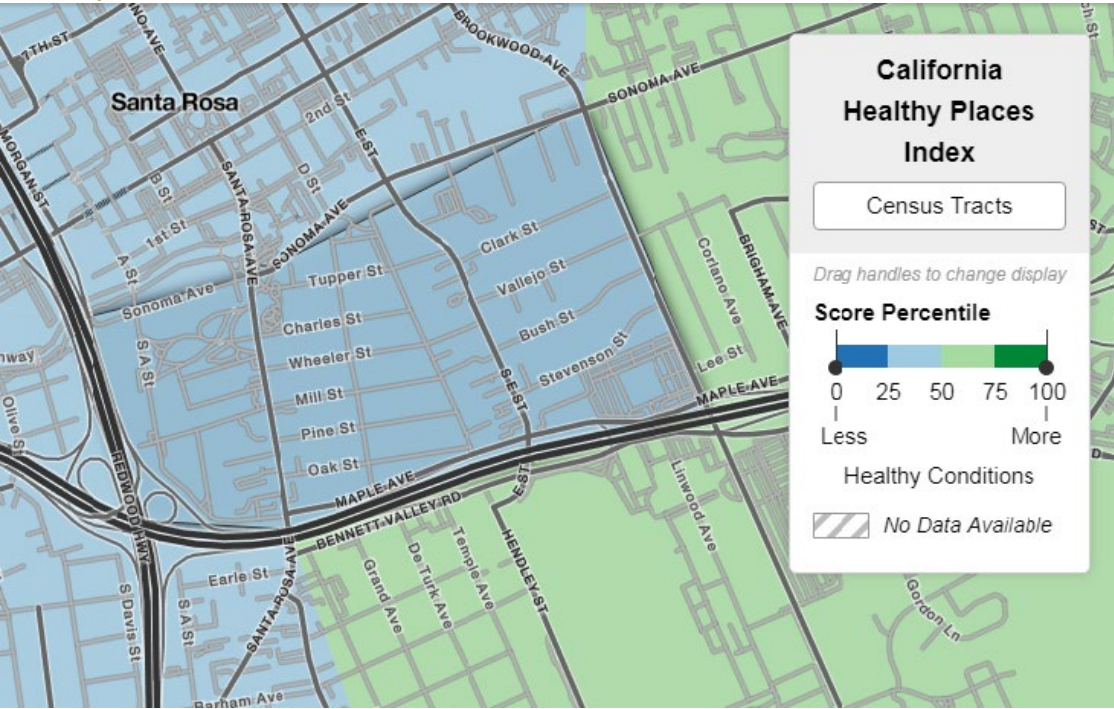 7TH ST
BROOKWOOD AVE
SONOMA AVE
Santa Rosa
2nd St
E ST
MORGAN ST
SANTA ROSA AVE
D St
B St
1st St
SONOMA AVE
A St
Sonoma Ave
Tupper St
Clark St
Vallejo St
Charles St
Bush St
Wheeler St
Stevenson St
S A St
Mill St
Pine St
Oak St
S E ST
Corlano Ave
BRIGHAM AVE
Lee St
MAPLE AVE
Olive St
REDWOOD HWY
MAPLE AVE
BENNETT VALLEY RD
E ST
Linwood Ave
HENDLEY ST
Temple Ave
De Turk Ave
Grand Ave
Earle St
SANTA ROSA AVE
S Davis St
S A St
Barham Ave
Gordon Ln
California
Healthy Places
Index
Census Tracts
Drag handles to change display
Score Percentile
0 25 50 75 100
Less More
Healthy Conditions
No Data Available